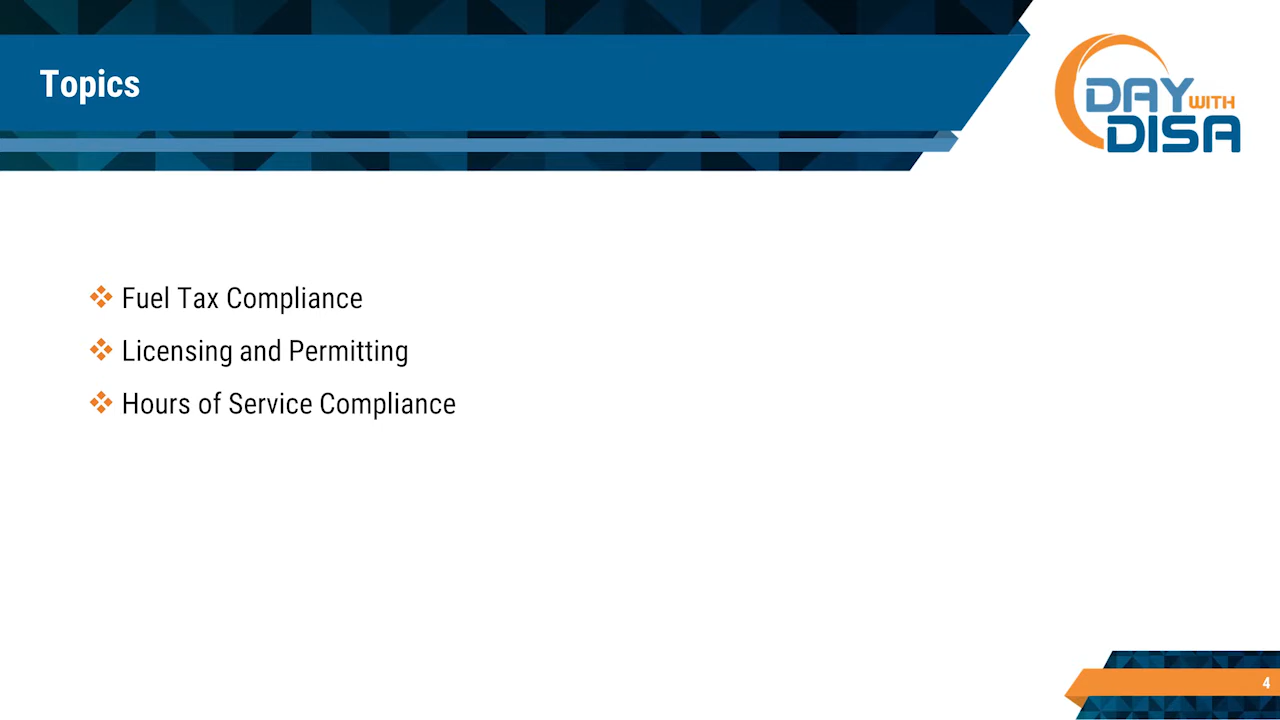 Topics
DAY WITH
DISA
Fuel Tax Compliance
Licensing and Permitting
Hours of Service Compliance
4